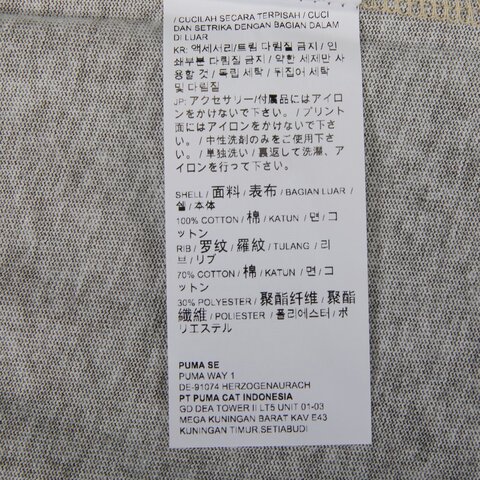 / CUCILAH SECARA TERPISAH / CUCI
DAN SETRIKA DENGAN BAGIAN DALAM
DI LUAR
KR: 액세서리/트림 다림질 금지 / 인
쇄부분 다림질 금지 / 약한 세제만 사
용할 것 / 독립 세탁 / 뒤집어 세탁
및 다림질
JP: アクセサリー/付属品にはアイロ
ンをかけないで下さい。 / プリント
面にはアイロンをかけないで下さ
い。 / 中性洗剤のみをご使用下さ
い。 / 単独洗い / 裏返して洗濯、ア
イロンを行って下さい。
SHELL / 面料 / 表布 / BAGIAN LUAR /
쉘 / 本体
100% COTTON / 棉 / KATUN / 면 / コ
ットン
RIB / 罗纹 / 羅紋 / TULANG / 리
브 / リブ
70% COTTON / 棉 / KATUN / 면 / コ
ットン
30% POLYESTER / 聚酯纤维 / 聚酯
纖維 / POLIESTER / 폴리에스터 / ポ
リエステル
PUMA SE
PUMA WAY 1
DE-91074 HERZOGENAURACH
PT PUMA CAT INDONESIA
GD DEA TOWER II LT5 UNIT 01-03
MEGA KUNINGAN BARAT KAV E43
KUNINGAN TIMUR,SETIABUDI